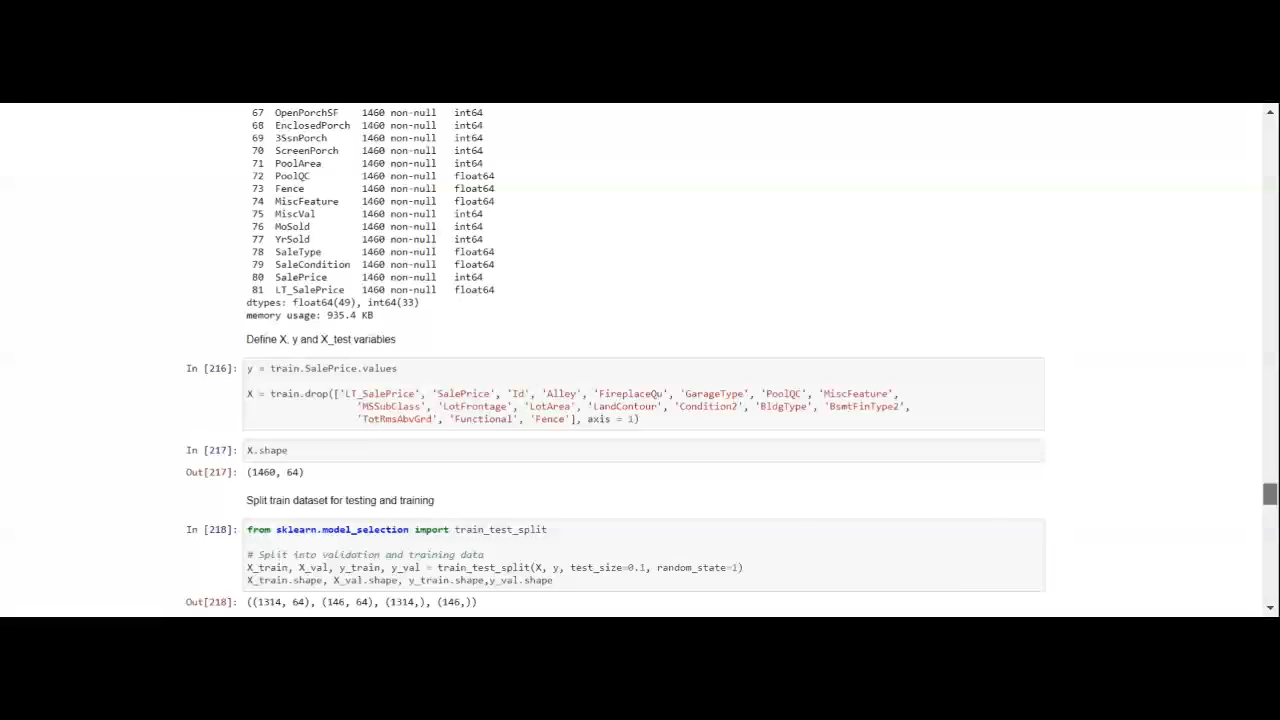 67 OpenPorchSF 1460 non-null int64
68 EnclosedPorch 1460 non-null int64
69 3SsnPorch 1460 non-null int64
70 ScreenPorch 1460 non-null int64
71 PoolArea 1460 non-null int64
72 PoolQC 1460 non-null float64
73 Fence 1460 non-null float64
74 MiscFeature 1460 non-null float64
75 MiscVal 1460 non-null int64
76 MoSold 1460 non-null int64
77 YrSold 1460 non-null int64
78 SaleType 1460 non-null float64
79 SaleCondition 1460 non-null float64
80 SalePrice 1460 non-null int64
81 LT_SalePrice 1460 non-null float64
dtypes: float64(49), int64(33)
memory usage: 935.4 KB
Define X, y and X_test variables
In [216]: y = train.SalePrice.values
X = train.drop(['LT_SalePrice', 'SalePrice', 'Id', 'Alley', 'FireplaceQu', 'GarageType', 'PoolQC', 'MiscFeature',
'MSSubClass', 'LotFrontage', 'LotArea', 'LandContour', 'Condition2', 'BldgType', 'BsmtFinType2',
'TotRmsAbvGrd', 'Functional', 'Fence'], axis = 1)
In [217]: X.shape
Out[217]: (1460, 64)
Split train dataset for testing and training
In [218]: from sklearn.model_selection import train_test_split
# Split into validation and training data
X_train, X_val, y_train, y_val = train_test_split(X, y, test_size=0.1, random_state=1)
X_train.shape, X_val.shape, y_train.shape,y_val.shape
Out[218]: ((1314, 64), (146, 64), (1314,), (146,))